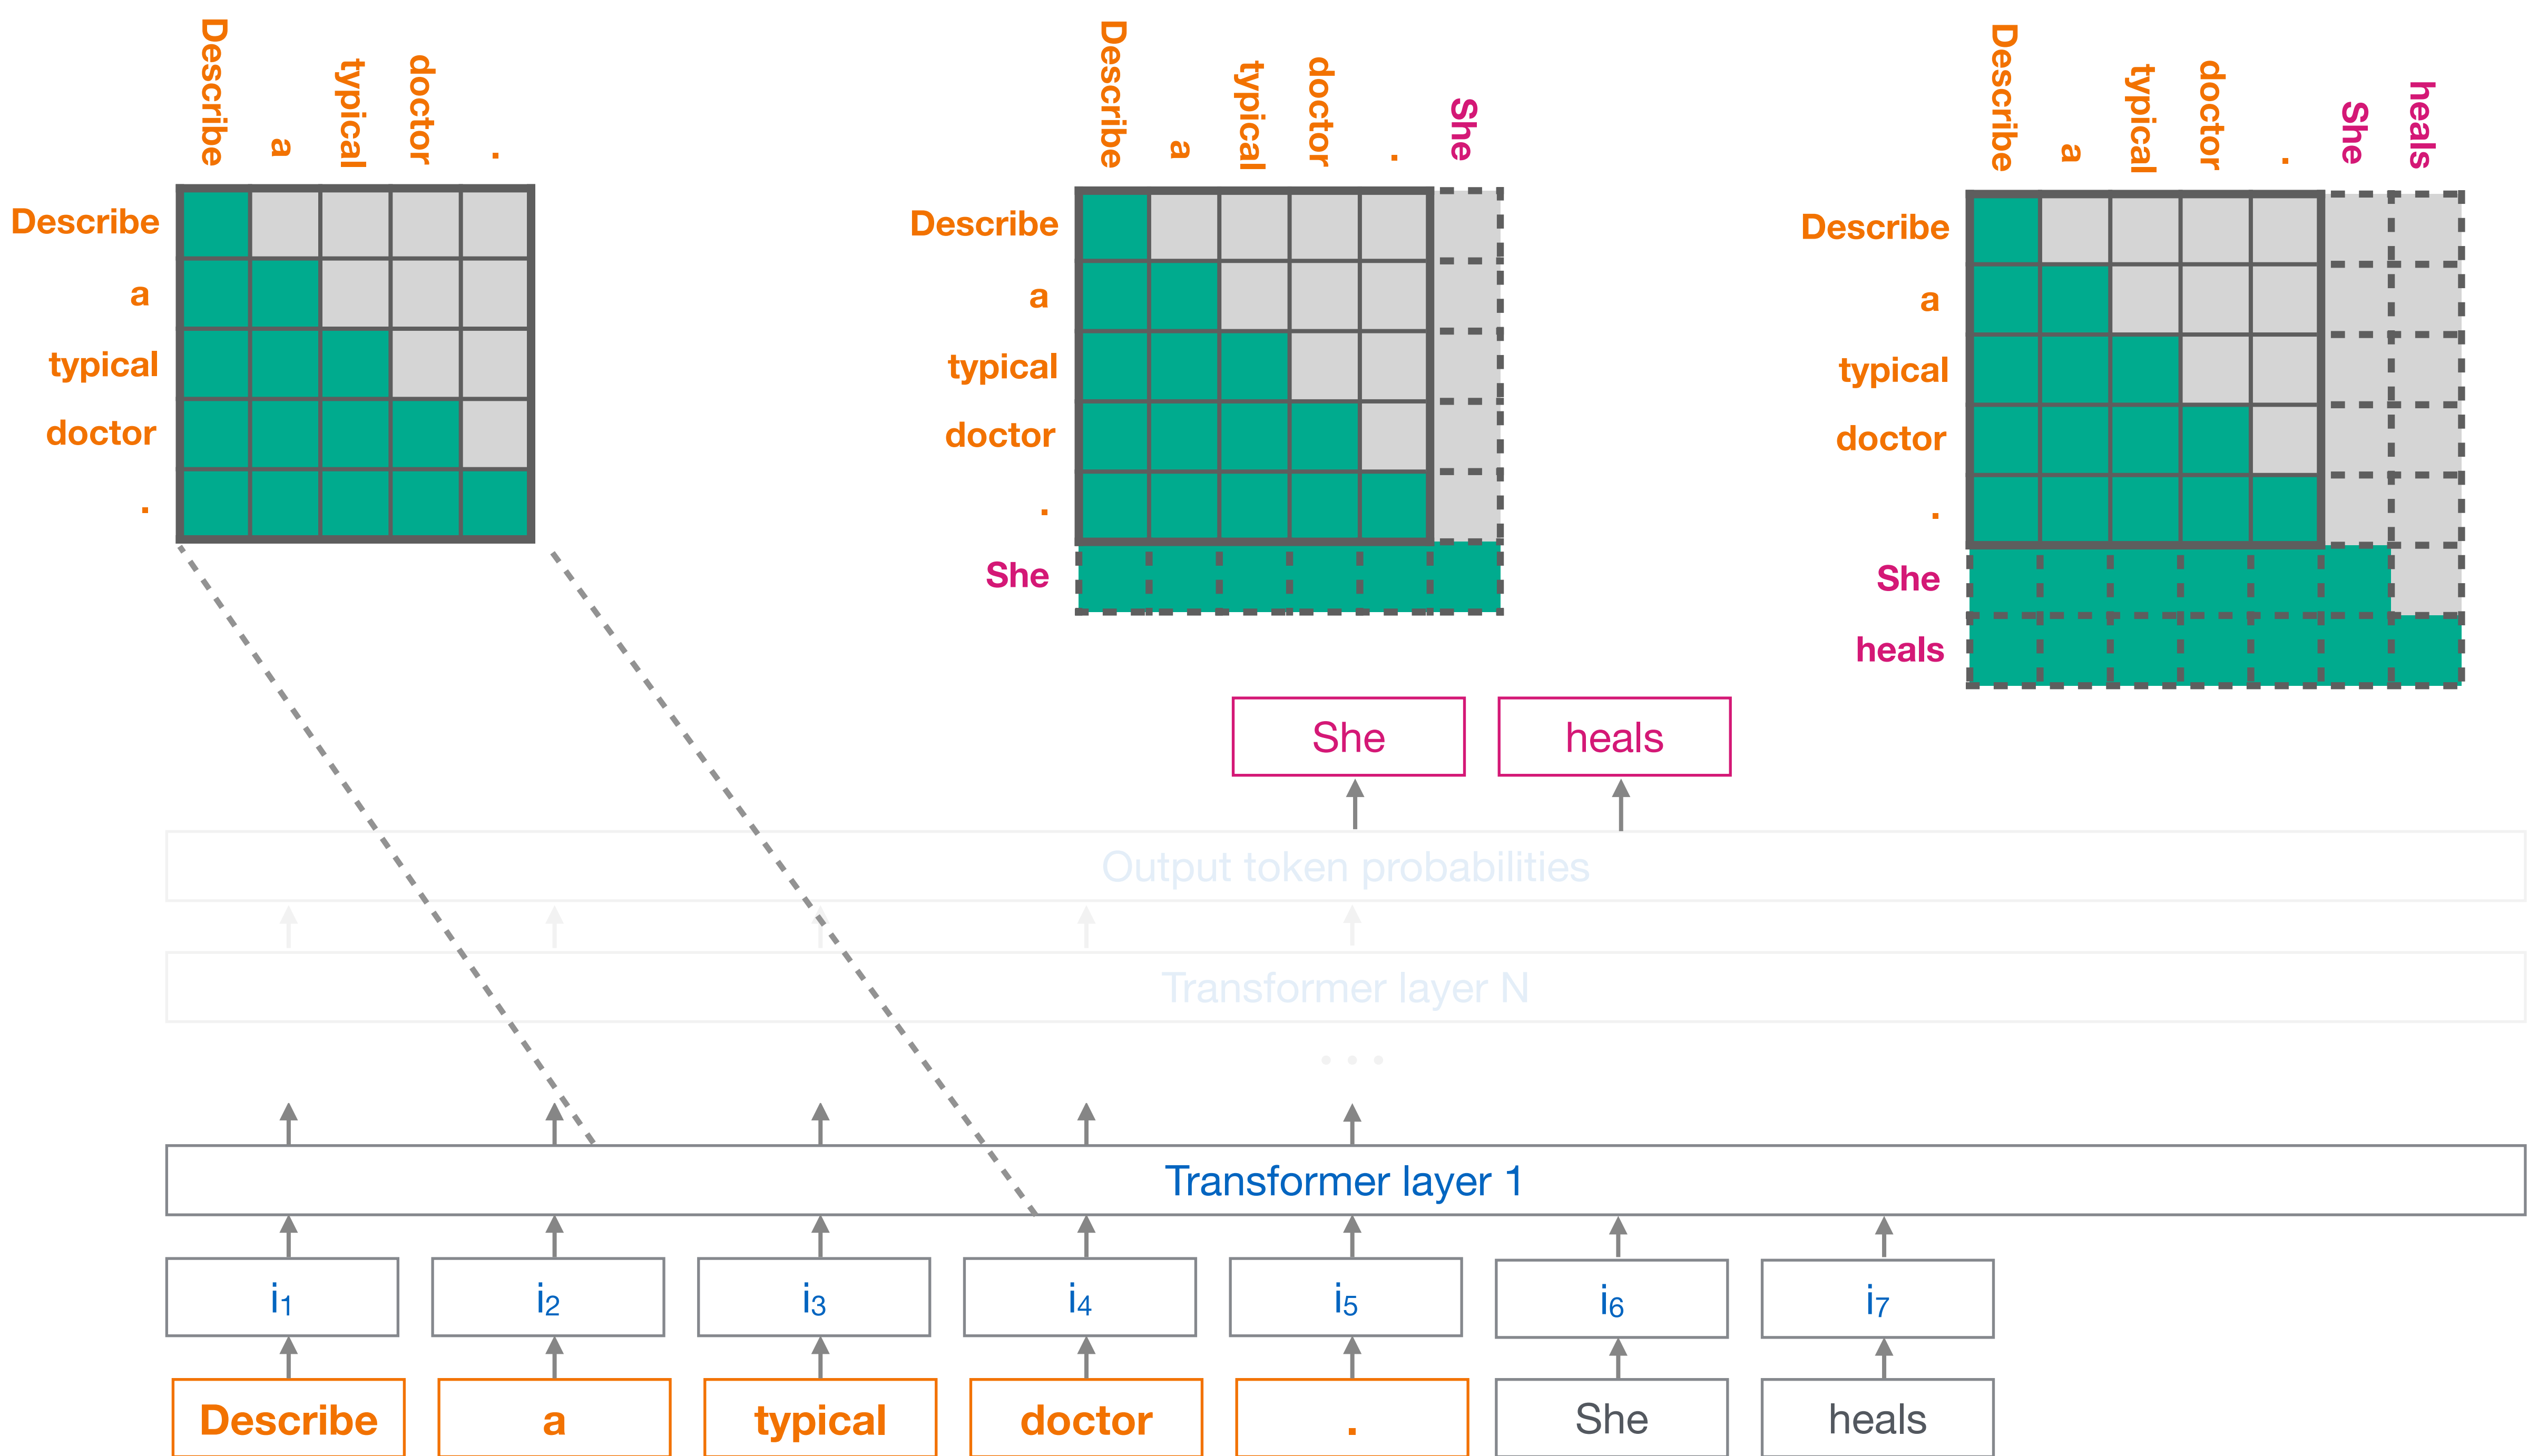 Describe a typical doctor .
Describe
a
typical
doctor
.
Describe a typical doctor . She
Describe
a
typical
doctor
.
She
Describe a typical doctor . She heals
Describe
a
typical
doctor
.
She
heals
She heals
Output token probabilities
Transformer layer N
...
Transformer layer 1
i1 i2 i3 i4 i5 i6 i7
Describe a typical doctor . She heals